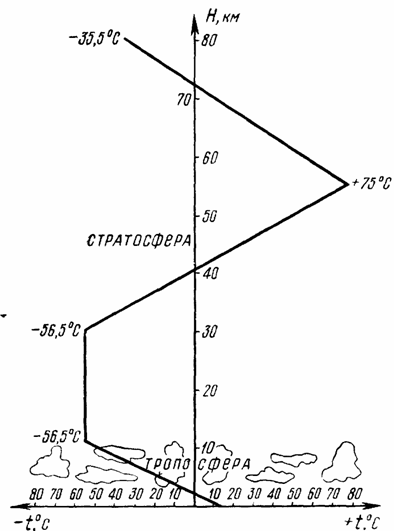 Н, км
-35,5°С
80
70
60
+75°С
50
СТРАТОСФЕРА
40
-56,5°С
30
20
-56,5°С
10
ТРОПОСФЕРА
80 70 60 50 40 30 20 10 10 20 30 40 50 60 70 80
-t,°С +t,°С